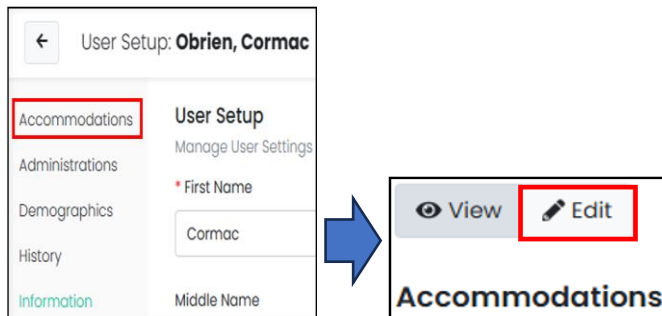 User Setup: Obrien, Cormac
Accommodations
Administrations
Demographics
History
Information
User Setup
Manage User Settings
* First Name
Cormac
Middle Name
View
Edit
Accommodations